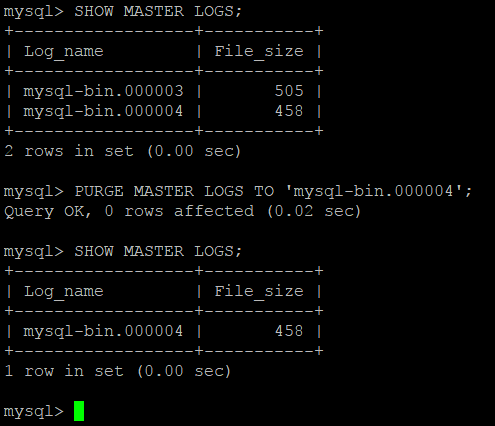 mysql> SHOW MASTER LOGS;
+------------------+-----------+
| Log_name         | File_size |
+------------------+-----------+
| mysql-bin.000003 |       505 |
| mysql-bin.000004 |       458 |
+------------------+-----------+
2 rows in set (0.00 sec)
mysql> PURGE MASTER LOGS TO 'mysql-bin.000004';
Query OK, 0 rows affected (0.02 sec)
mysql> SHOW MASTER LOGS;
+------------------+-----------+
| Log_name         | File_size |
+------------------+-----------+
| mysql-bin.000004 |       458 |
+------------------+-----------+
1 row in set (0.00 sec)
mysql>